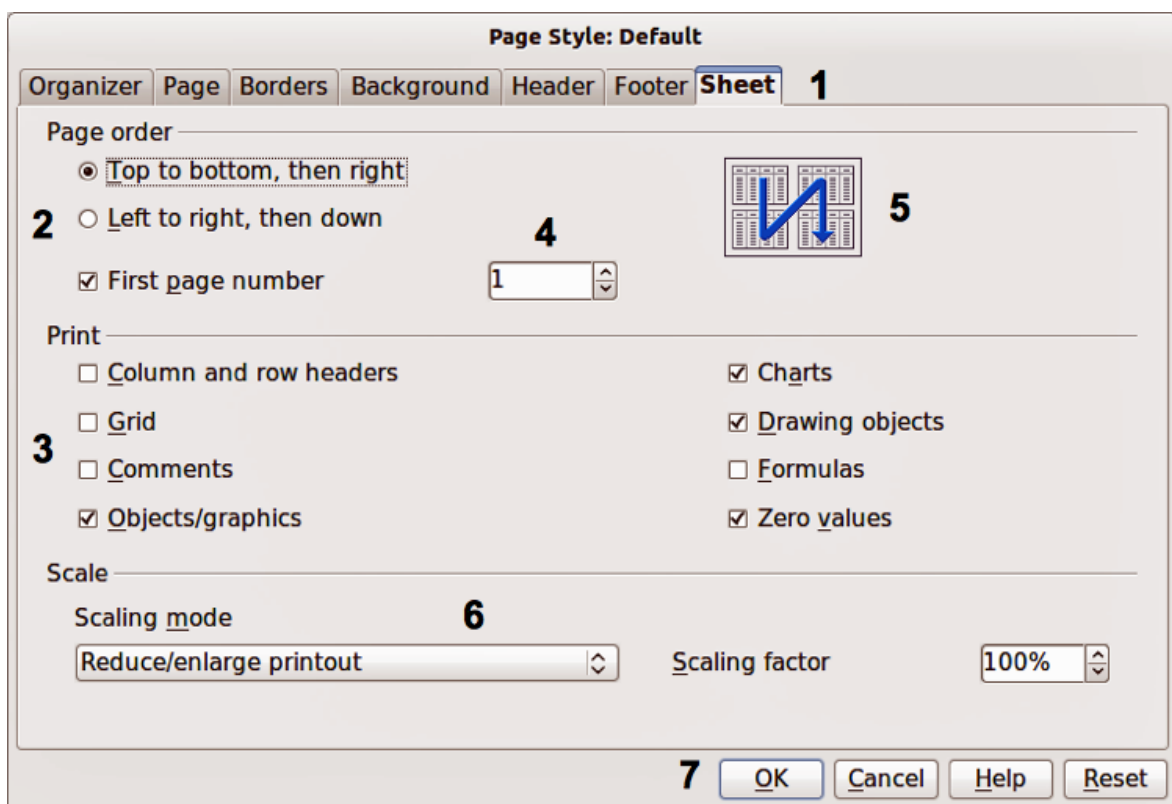 Page Style: Default
Organizer Page Borders Background Header Footer Sheet 1
Page order
Top to bottom, then right
5
2 Left to right, then down
4
First page number 1
Print
Column and row headers Charts
Grid Drawing objects
3
Comments Formulas
Objects/graphics Zero values
Scale
Scaling mode 6
Reduce/enlarge printout Scaling factor 100%
7 OK Cancel Help Reset